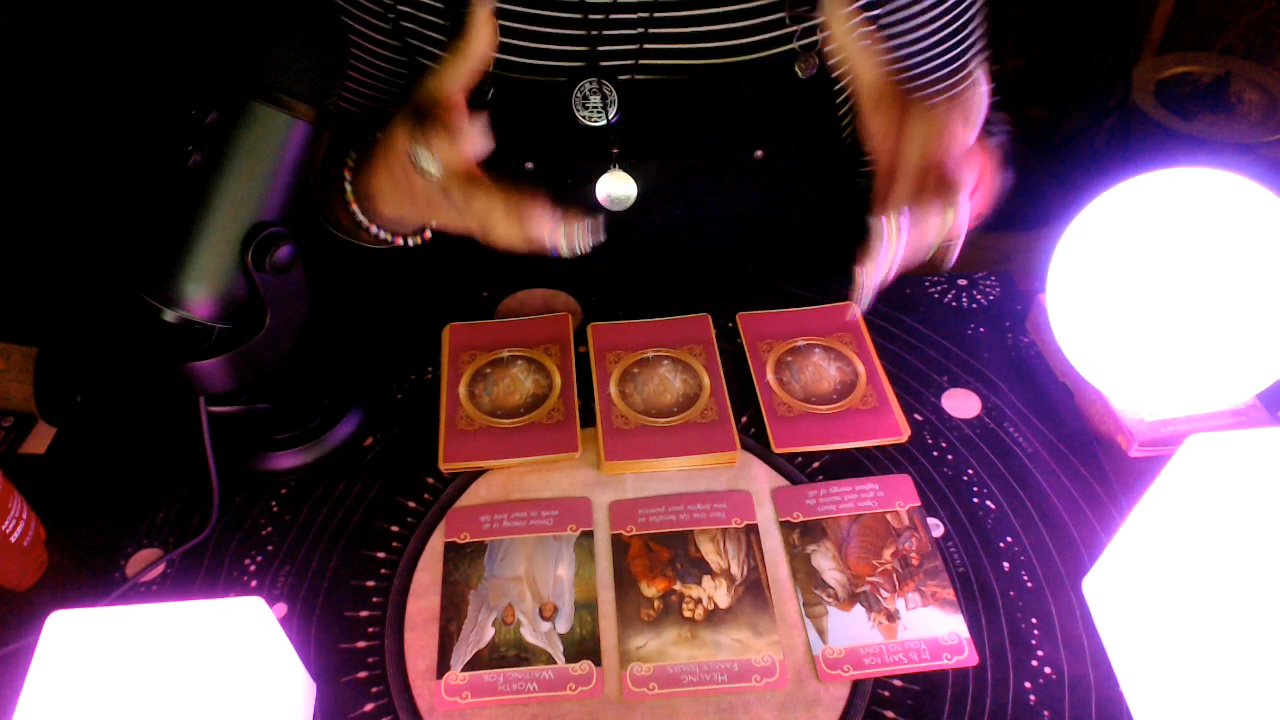 Divine timing is at
work in your love life.
WORTH
WAITING FOR
Your love life benefits as
you forgive your parents
HEALING
FAMILY ISSUES
Open your heart
to give and receive the
highest energy of all.
IT IS SAFE FOR
YOU TO LOVE
VENUS
URANUS